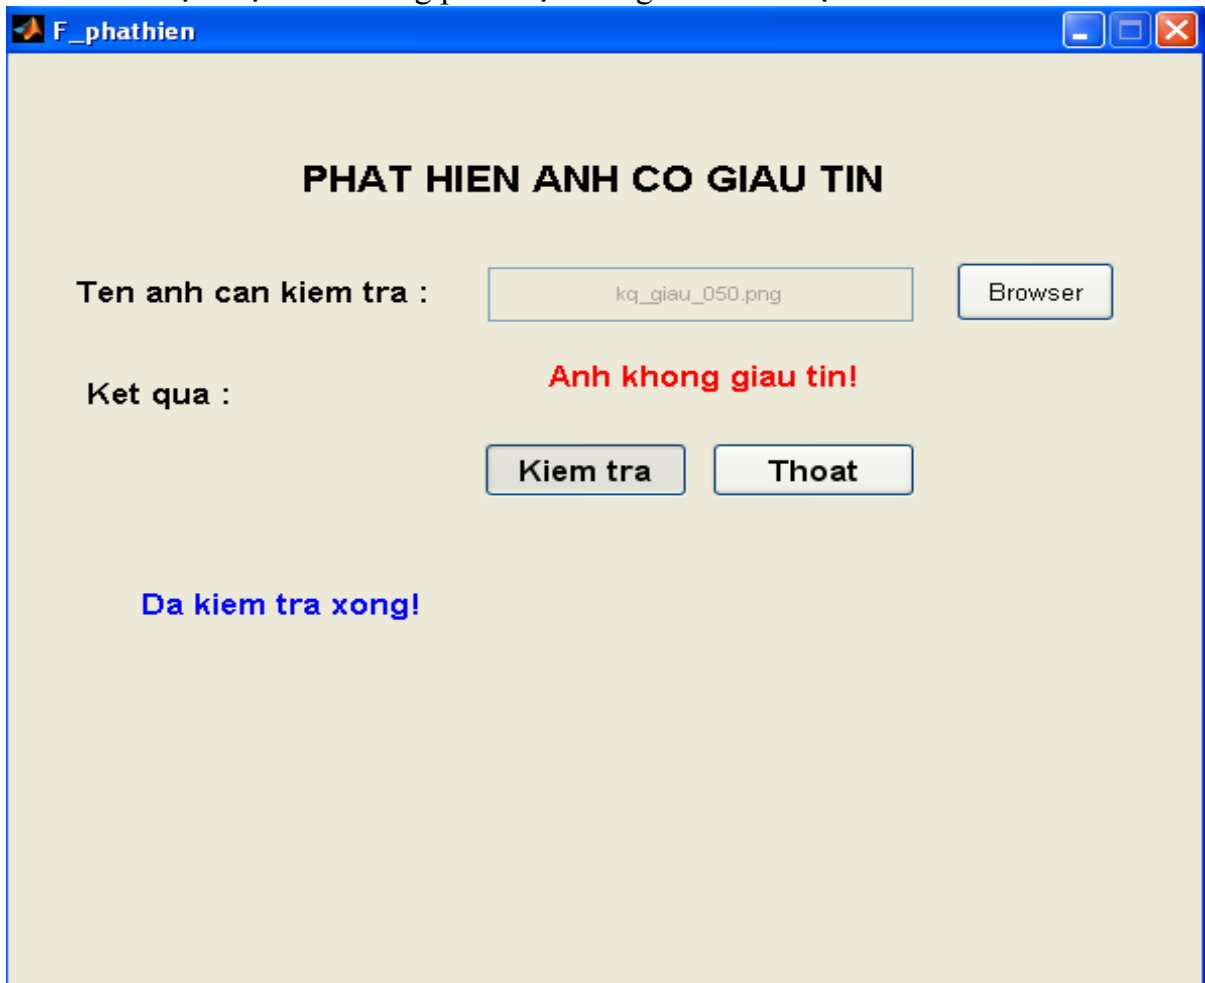 F_phathien
PHAT HIEN ANH CO GIAU TIN
Ten anh can kiem tra : kq_giau_050.png Browser
Anh khong giau tin!
Ket qua :
Kiem tra Thoat
Da kiem tra xong!